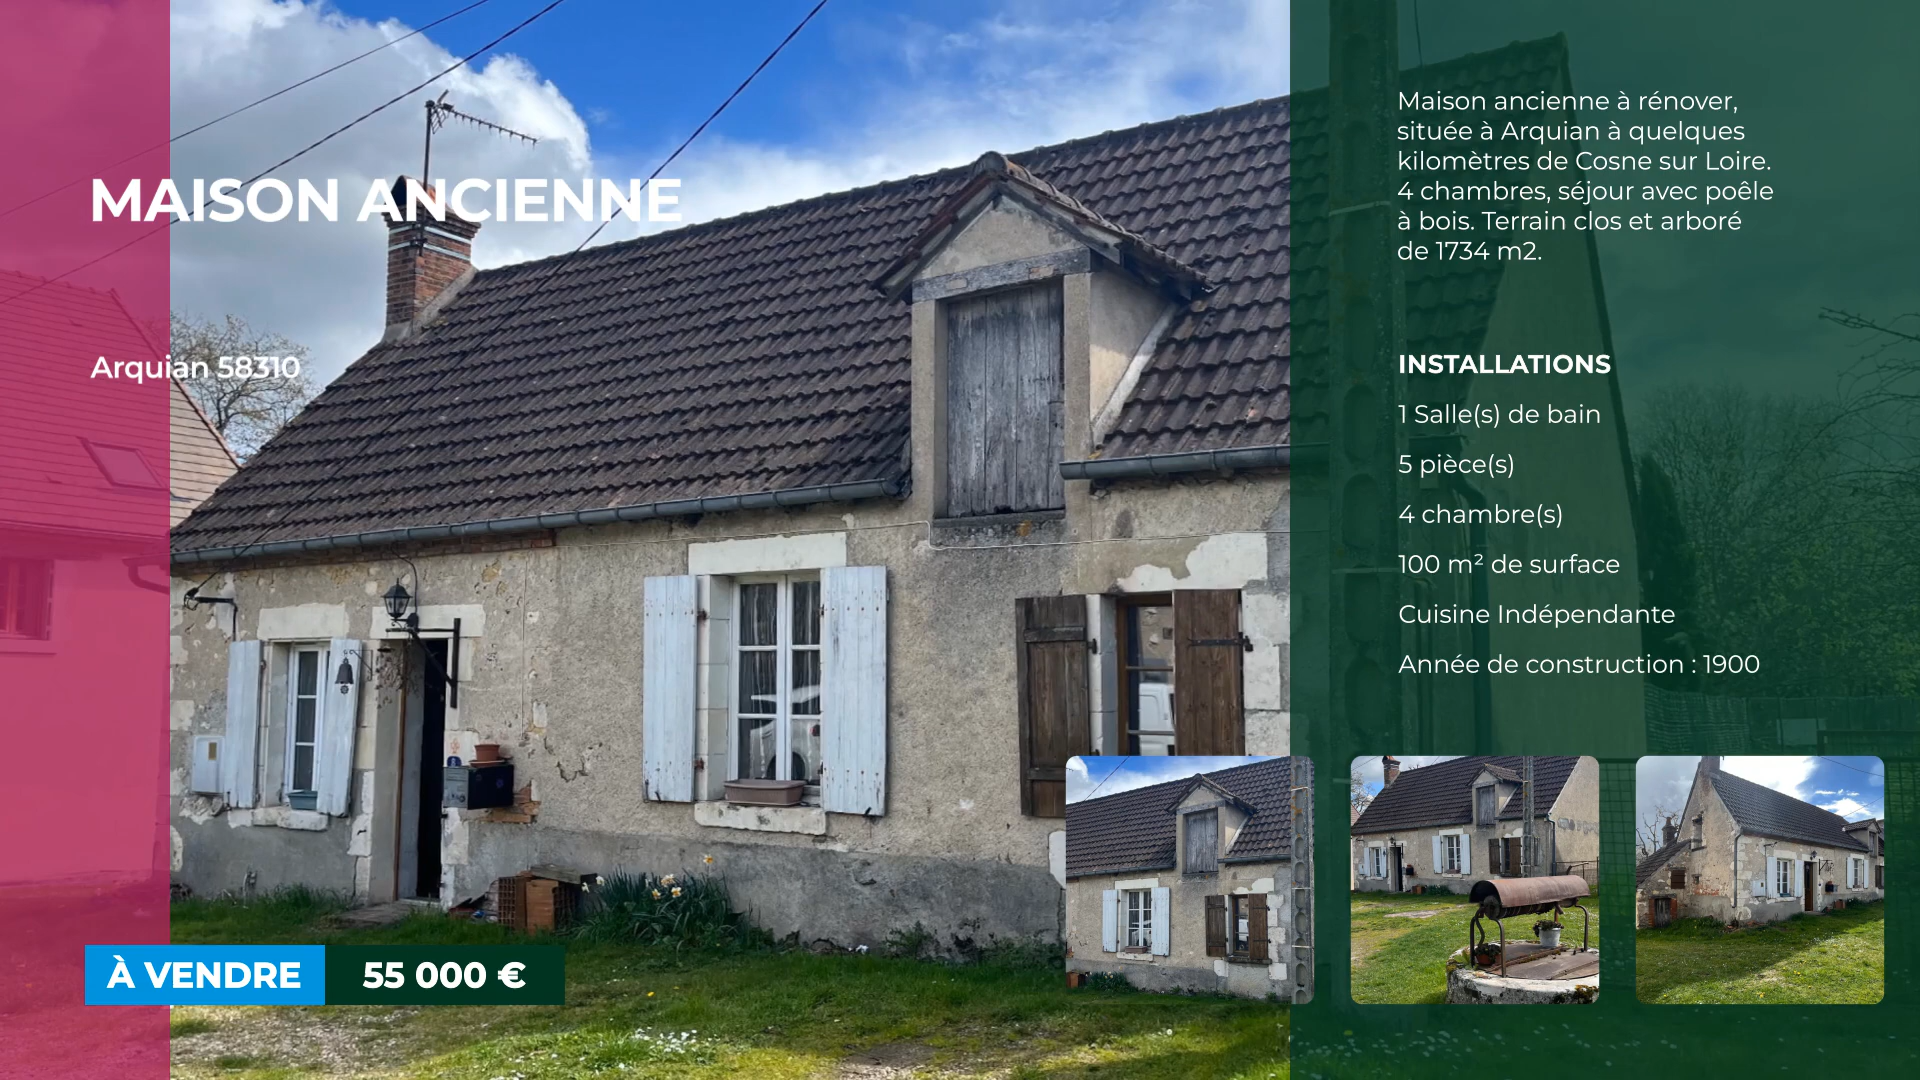 MAISON ANCIENNE
Arquian 58310
À VENDRE
55 000 €
Maison ancienne à rénover,
située à Arquian à quelques
kilomètres de Cosne sur Loire.
4 chambres, séjour avec poêle
à bois. Terrain clos et arboré
de 1734 m2.
INSTALLATIONS
1 Salle(s) de bain
5 pièce(s)
4 chambre(s)
100 m² de surface
Cuisine Indépendante
Année de construction : 1900